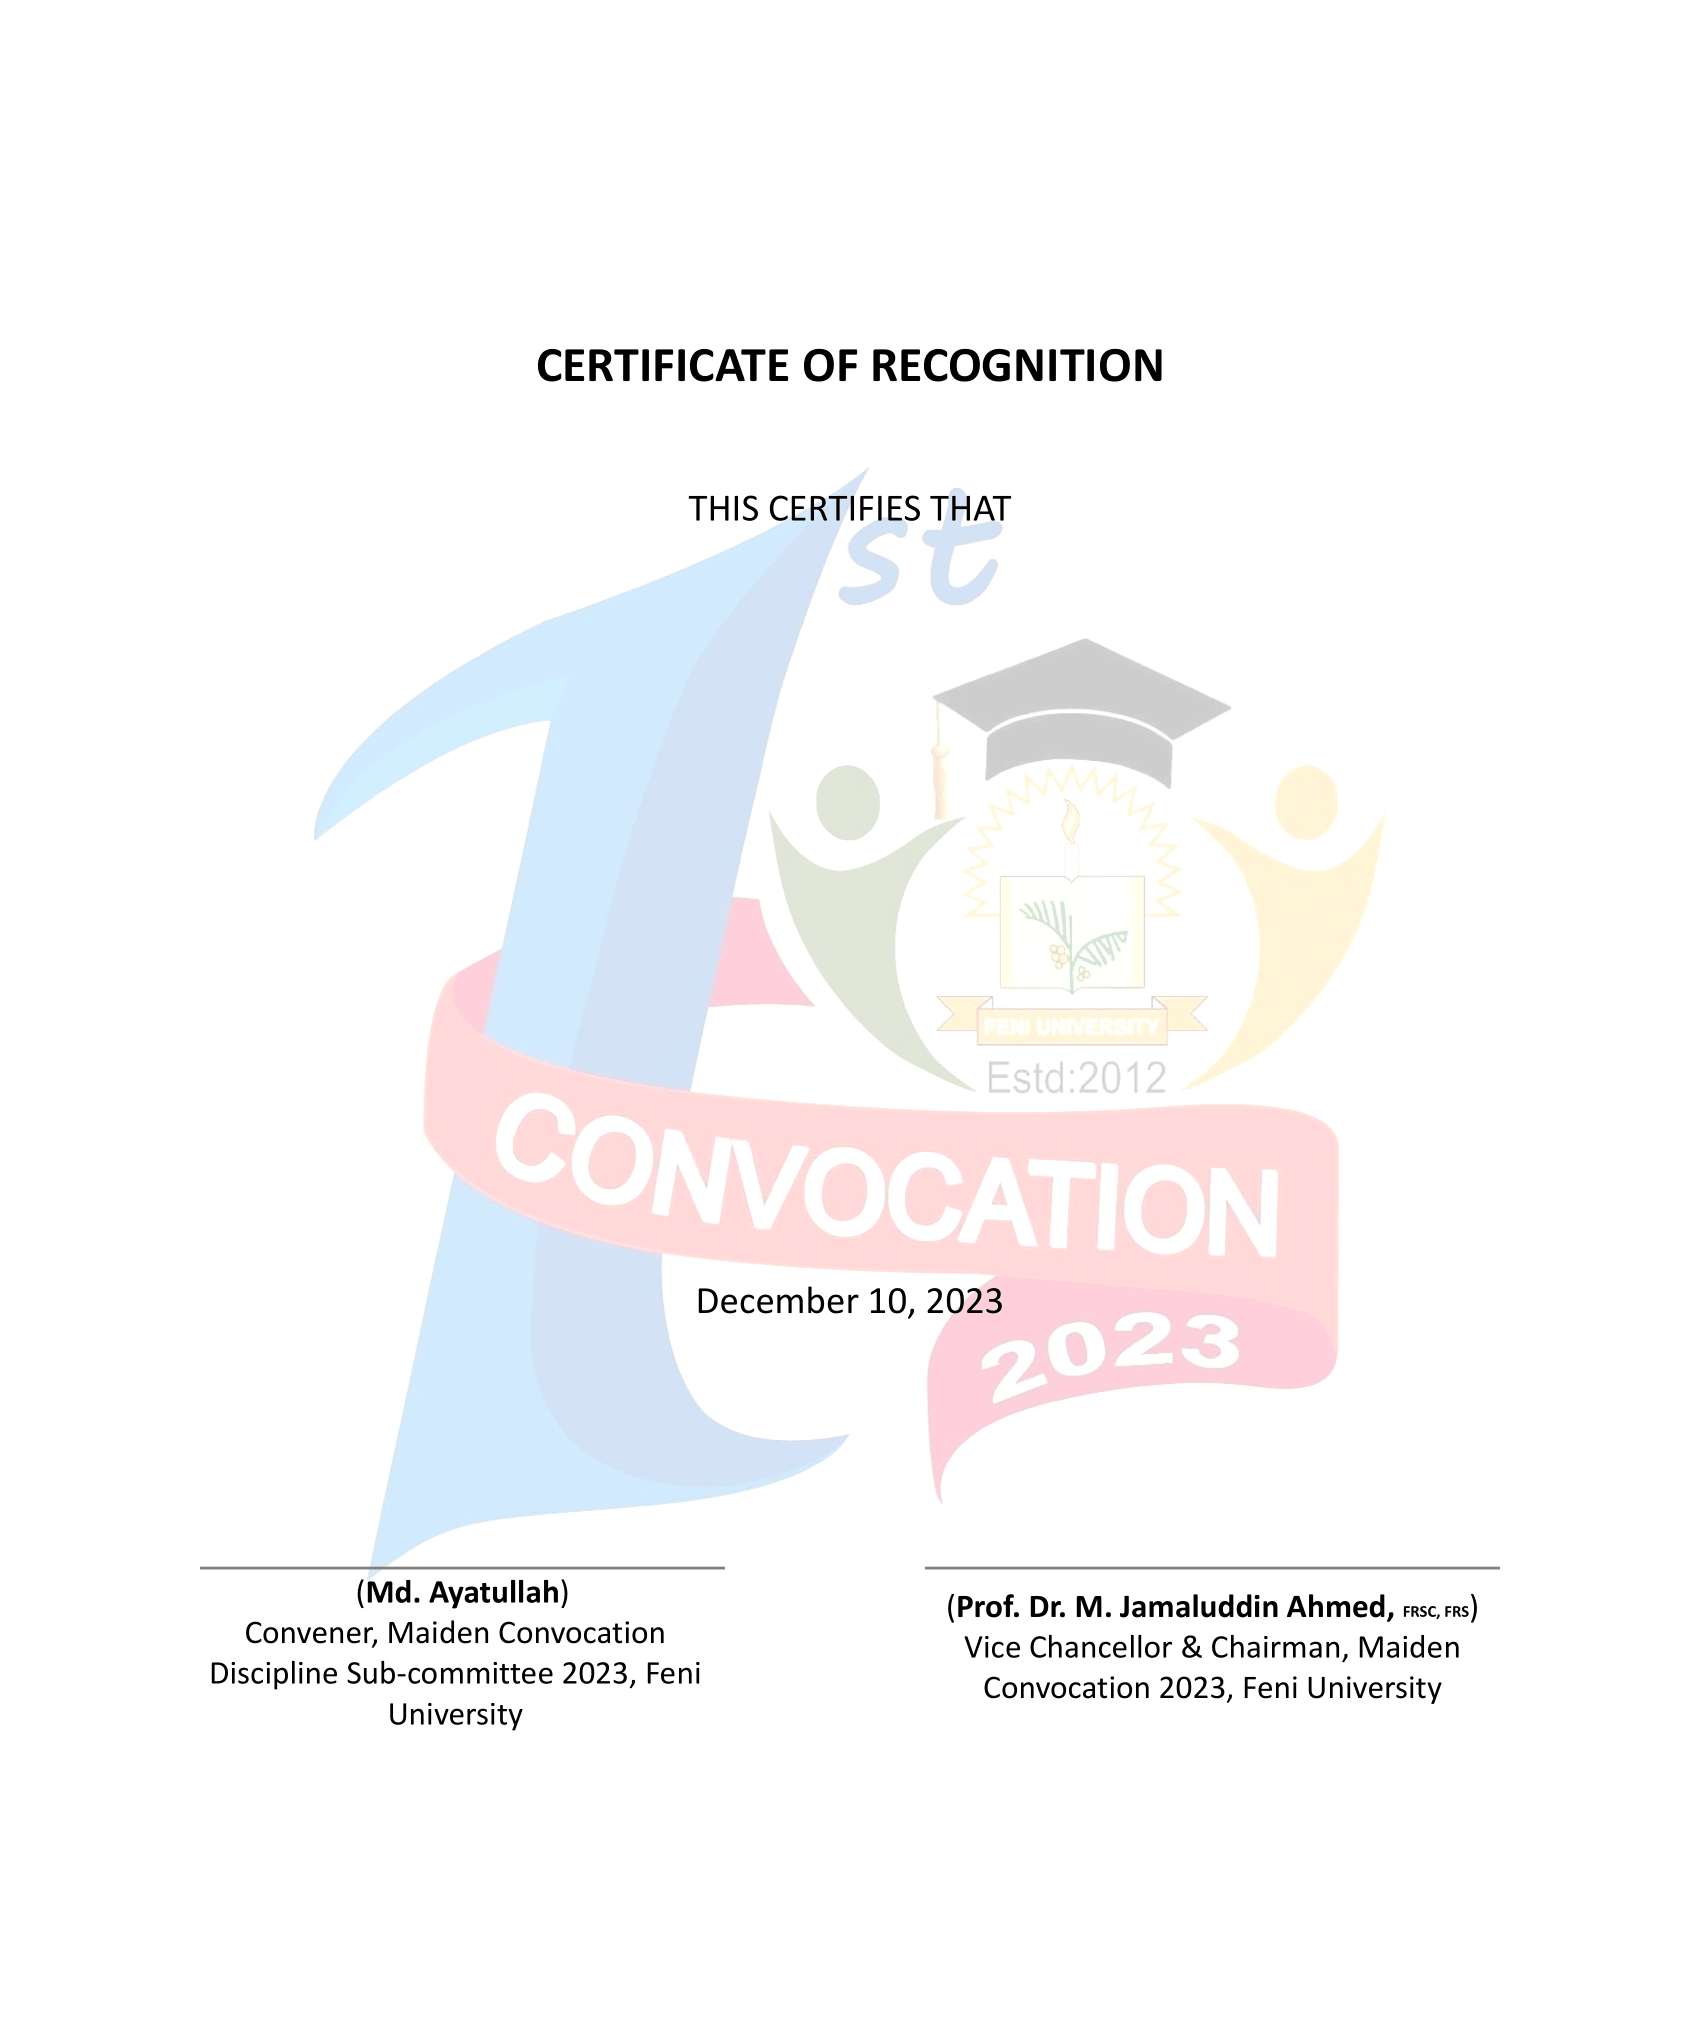 CERTIFICATE OF RECOGNITION
THIS CERTIFIES THAT
1st
FENI UNIVERSITY
Estd:2012
CONVOCATION
December 10, 2023
2023
(Md. Ayatullah)
Convener, Maiden Convocation
Discipline Sub-committee 2023, Feni
University
(Prof. Dr. M. Jamaluddin Ahmed, FRSC, FRS)
Vice Chancellor & Chairman, Maiden
Convocation 2023, Feni University